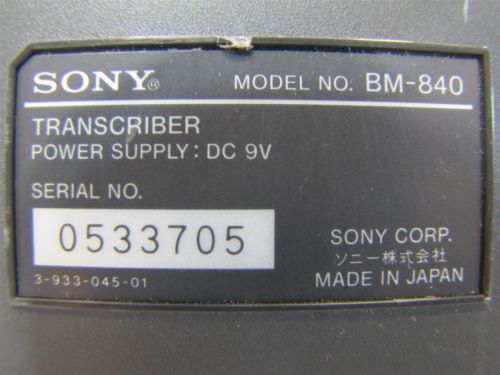 SONY® MODEL NO. BM-840
TRANSCRIBER
POWER SUPPLY: DC 9V
SERIAL NO.
0533705
SONY CORP.
ソニー株式会社
3-933-045-01
MADE IN JAPAN